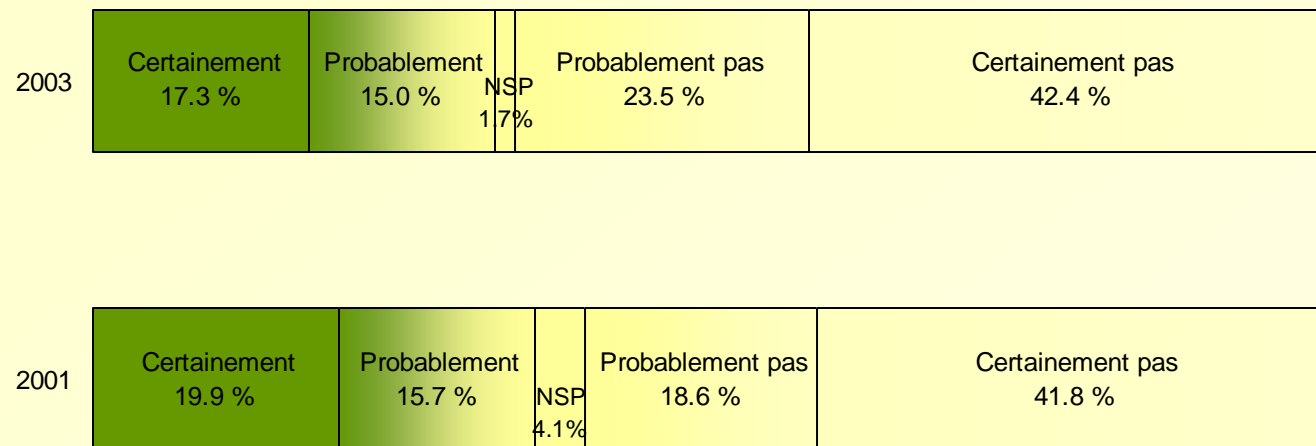 2003
Certainement
17.3 %
Probablement
15.0 %
NSP
1.7%
Probablement pas
23.5 %
Certainement pas
42.4 %
2001
Certainement
19.9 %
Probablement
15.7 %
NSP
4.1%
Probablement pas
18.6 %
Certainement pas
41.8 %